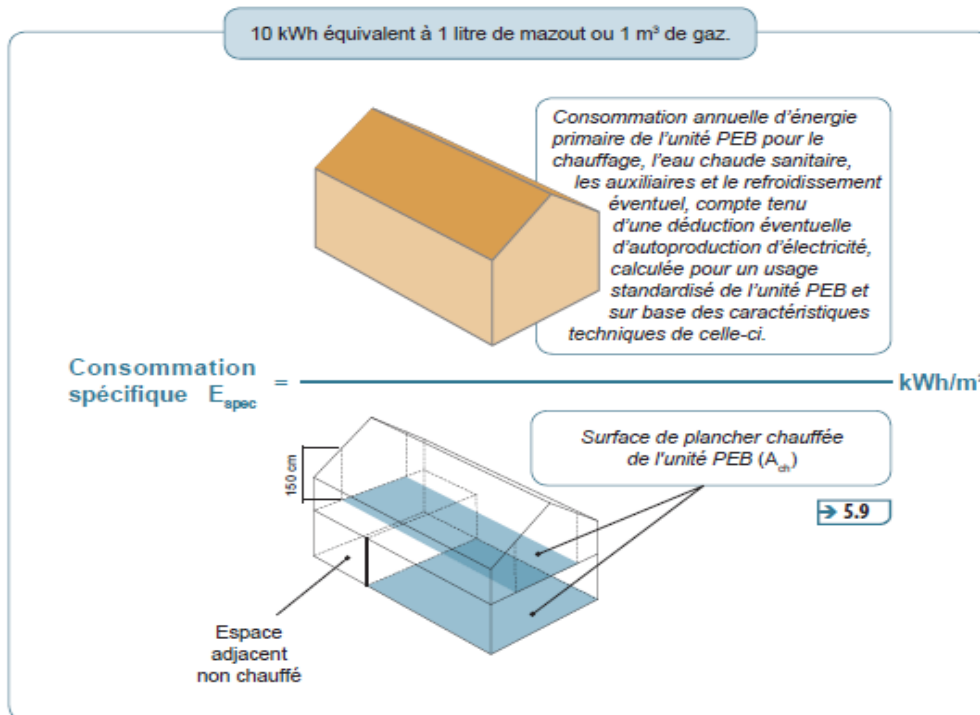 10 kWh équivalent à 1 litre de mazout ou 1 m³ de gaz.
Consommation annuelle d'énergie
primaire de l'unité PEB pour le
chauffage, l'eau chaude sanitaire,
les auxiliaires et le refroidissement
éventuel, compte tenu
d'une déduction éventuelle
d'autoproduction d'électricité,
calculée pour un usage
standardisé de l'unité PEB et
sur base des caractéristiques
techniques de celle-ci.
Consommation
spécifique E_spec =
kWh/m²
Surface de plancher chauffée
de l'unité PEB (A_ch)
150 cm
→ 5.9
Espace
adjacent
non chauffé